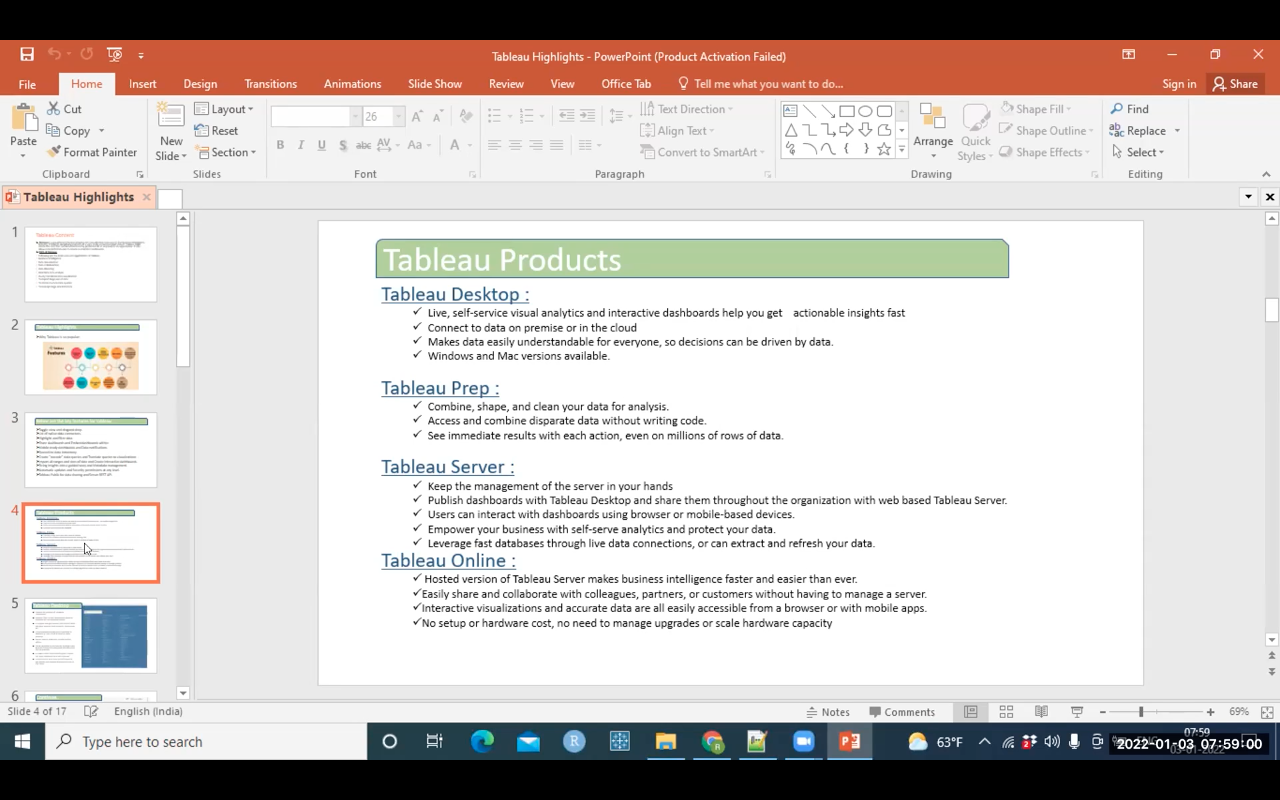 Tableau Highlights - PowerPoint (Product Activation Failed)
File Home Insert Design Transitions Animations Slide Show Review View Office Tab Tell me what you want to do... Sign in Share
Paste Cut Copy Format Painter
Clipboard
New Slide Layout Reset Section
Slides
26
B I U S abc AV Aa A
Font
Text Direction Align Text Convert to SmartArt
Paragraph
Arrange Quick Styles Shape Fill Shape Outline Shape Effects
Drawing
Find Replace Select
Editing
Tableau Highlights
1
2
3
4
5
6
Tableau Products
Tableau Desktop :
✓ Live, self-service visual analytics and interactive dashboards help you get actionable insights fast
✓ Connect to data on premise or in the cloud
✓ Makes data easily understandable for everyone, so decisions can be driven by data.
✓ Windows and Mac versions available.
Tableau Prep :
✓ Combine, shape, and clean your data for analysis.
✓ Access and combine disparate data without writing code.
✓ See immediate results with each action, even on millions of rows of data.
Tableau Server :
✓ Keep the management of the server in your hands
✓ Publish dashboards with Tableau Desktop and share them throughout the organization with web based Tableau Server.
✓ Users can interact with dashboards using browser or mobile-based devices.
✓ Empower your business with self-serve analytics and protect your data.
✓ Leverage fast databases through live data connections, or can extract and refresh your data.
Tableau Online :
✓ Hosted version of Tableau Server makes business intelligence faster and easier than ever.
✓Easily share and collaborate with colleagues, partners, or customers without having to manage a server.
✓Interactive visualizations and accurate data are all easily accessible from a browser or with mobile apps.
✓No setup or hardware cost, no need to manage upgrades or scale hardware capacity
Slide 4 of 17 English (India) Notes Comments 69%
Type here to search
63°F
07:59
2022-01-03 07:59:00